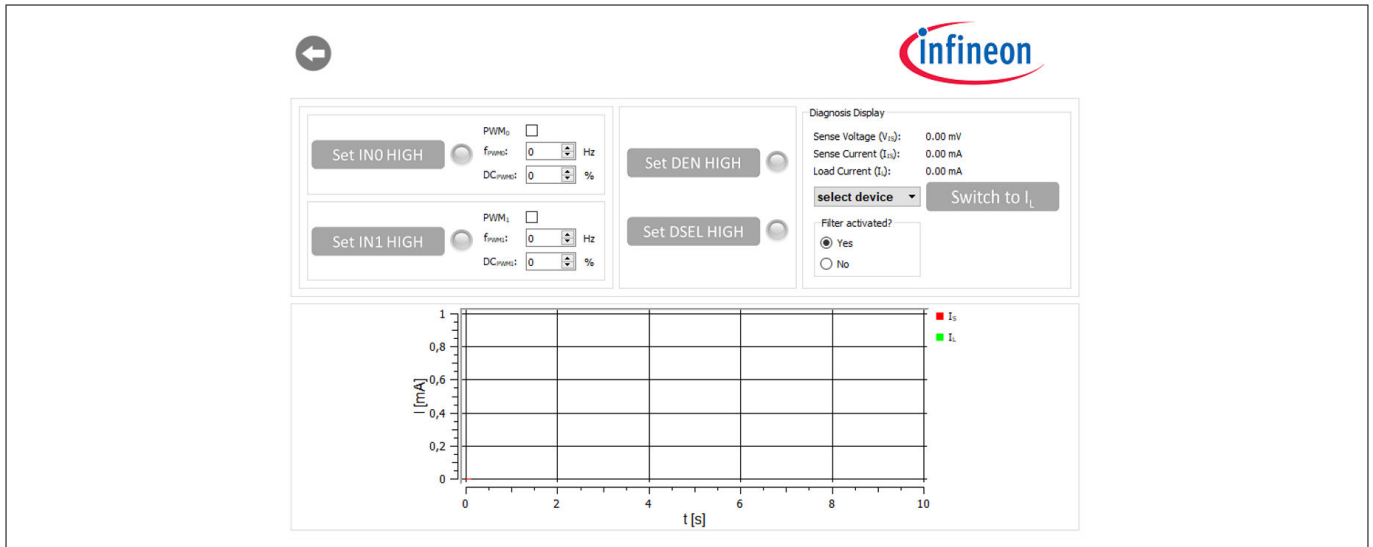 infineon
Set IN0 HIGH
PWM₀
fPWM0: 0 Hz
DCPWM0: 0 %
Set IN1 HIGH
PWM₁
fPWM1: 0 Hz
DCPWM1: 0 %
Set DEN HIGH
Set DSEL HIGH
Diagnosis Display
Sense Voltage (VIS): 0.00 mV
Sense Current (IIS): 0.00 mA
Load Current (IL): 0.00 mA
select device
Switch to IL
Filter activated?
Yes
No
1
0,8
0,6
0,4
0,2
0
I [mA]
0 2 4 6 8 10
t [s]
IS
IL